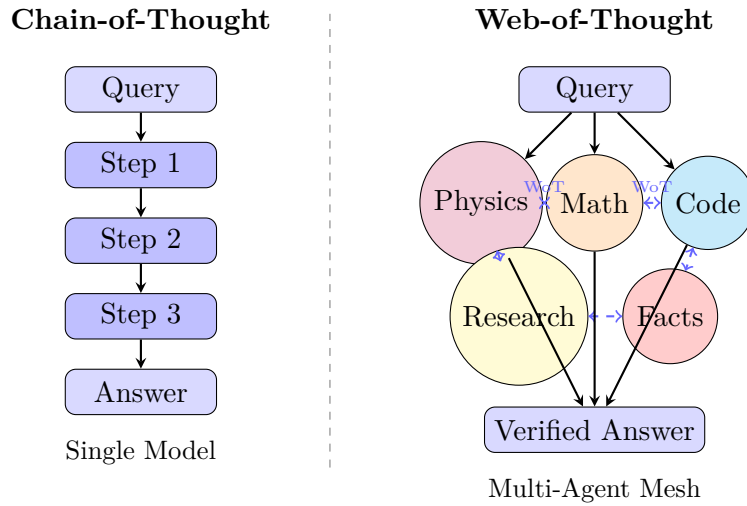 Chain-of-Thought
Query
Step 1
Step 2
Step 3
Answer
Single Model
Web-of-Thought
Query
WoT WoT
Physics Math Code
Research Facts
Verified Answer
Multi-Agent Mesh